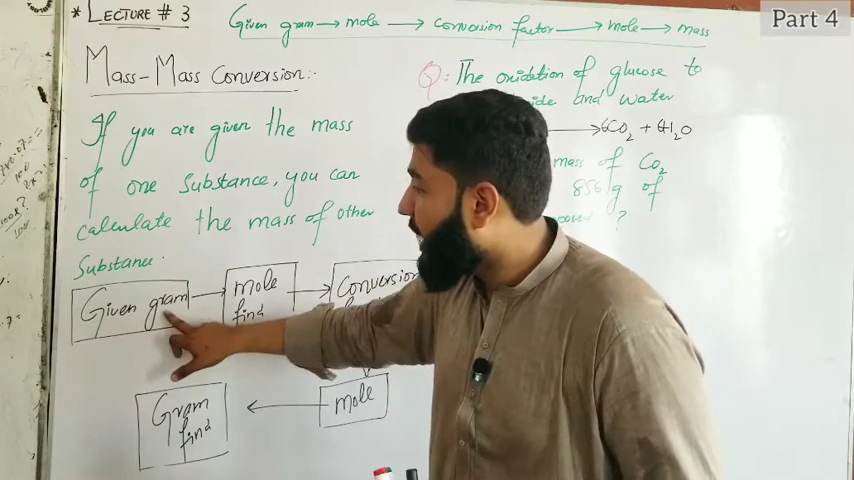 * LECTURE # 3
Given gram → mole → conversion factor → mole → mass
Part 4
Mass-Mass Conversion:-
If you are given the mass
of one Substance, you can
calculate the mass of other
Substance.
Given gram → mole find → Conversion
mole
Gram find
Q: The oxidation of glucose to
and water
→ 6CO2 + 6H2O
mass of CO2
856 g of
?